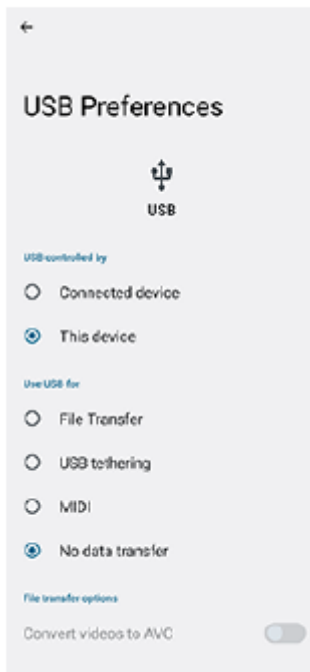 USB Preferences
USB
USB controlled by
Connected device
This device
Use USB for
File Transfer
USB tethering
MIDI
No data transfer
File transfer options
Convert videos to AVC